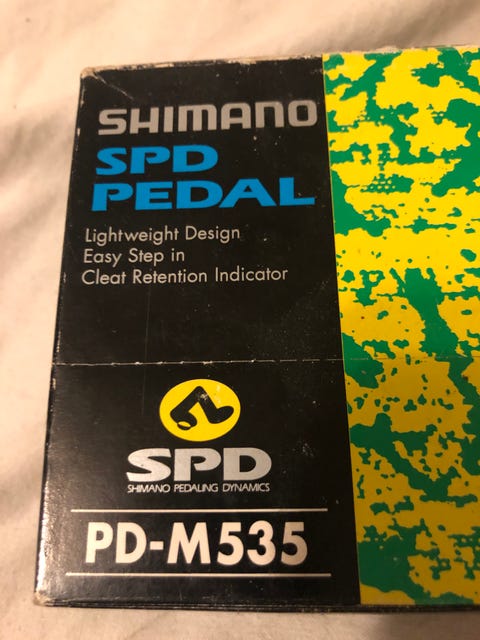 SHIMANO
SPD
PEDAL
Lightweight Design
Easy Step in
Cleat Retention Indicator
SPD
SHIMANO PEDALING DYNAMICS
PD-M535